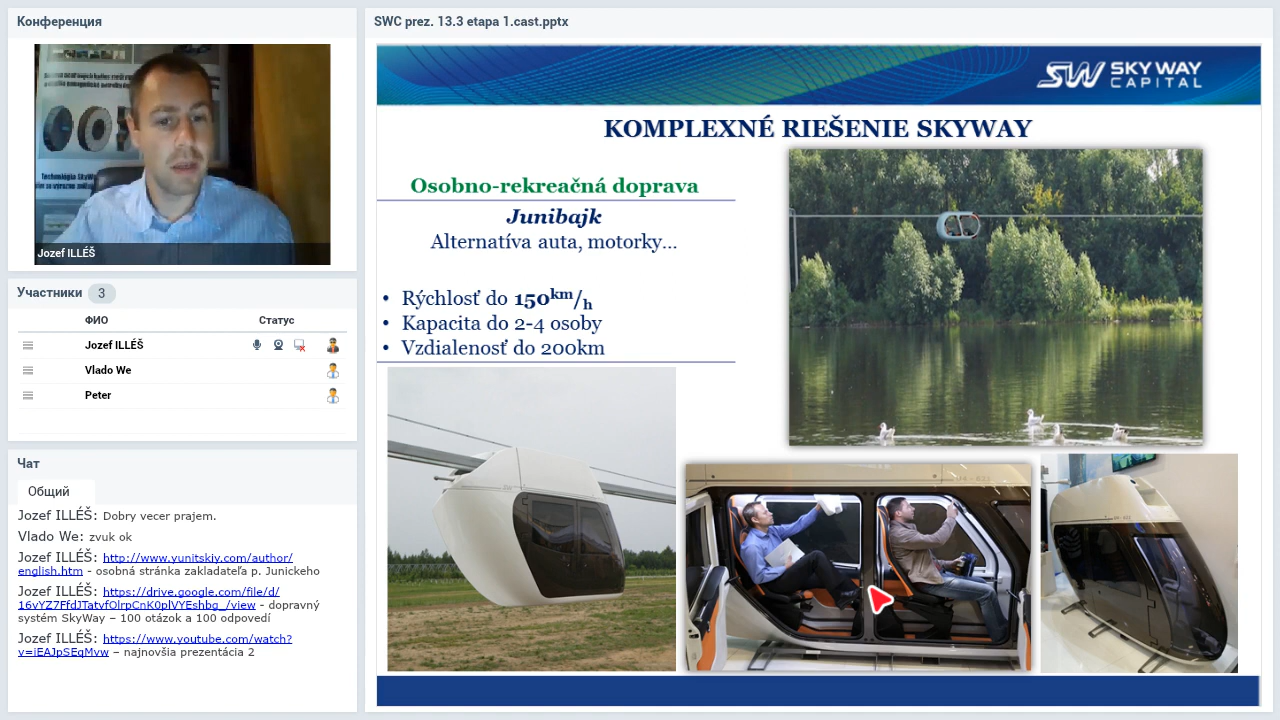 Конференция
Jozef ILLÉŠ
Участники 3
ФИО Статус
Jozef ILLÉŠ
Vlado We
Peter
Чат
Общий
Jozef ILLÉŠ: Dobry vecer prajem.
Vlado We: zvuk ok
Jozef ILLÉŠ: http://www.yunitskiy.com/author/
english.htm - osobná stránka zakladateľa p. Junickeho
Jozef ILLÉŠ: https://drive.google.com/file/d/
16vYZ7FfdJTatvfOlrpCnK0plVYEshbg_/view - dopravný
systém SkyWay – 100 otázok a 100 odpovedí
Jozef ILLÉŠ: https://www.youtube.com/watch?
v=iEAJpSEqMvw – najnovšia prezentácia 2
SWC prez. 13.3 etapa 1.cast.pptx
SW SKY WAY
CAPITAL
KOMPLEXNÉ RIEŠENIE SKYWAY
Osobno-rekreačná doprava
Junibajk
Alternatíva auta, motorky...
• Rýchlosť do 150km/h
• Kapacita do 2-4 osoby
• Vzdialenosť do 200km